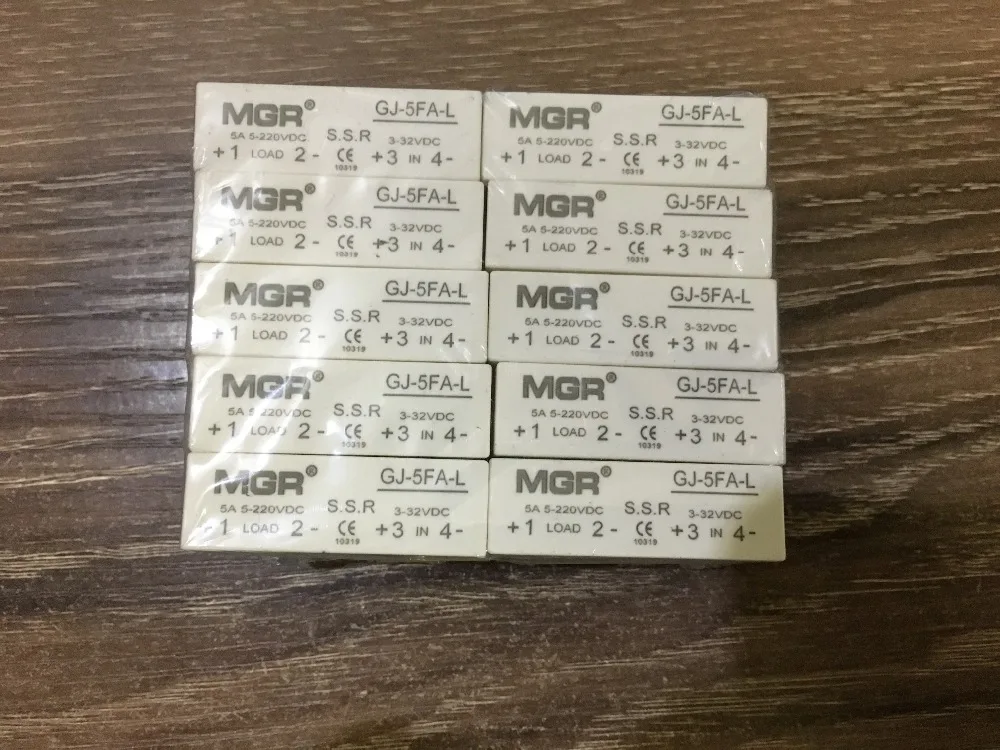 MGR® GJ-5FA-L
5A 5-220VDC S.S.R 3-32VDC
+1 LOAD 2- CE +3 IN 4-
10319
MGR® GJ-5FA-L
5A 5-220VDC S.S.R 3-32VDC
+1 LOAD 2- CE +3 IN 4-
10319
MGR® GJ-5FA-L
5A 5-220VDC S.S.R 3-32VDC
+1 LOAD 2- CE +3 IN 4-
10319
MGR® GJ-5FA-L
5A 5-220VDC S.S.R 3-32VDC
+1 LOAD 2- CE +3 IN 4-
10319
MGR® GJ-5FA-L
5A 5-220VDC S.S.R 3-32VDC
+1 LOAD 2- CE +3 IN 4-
10319
MGR® GJ-5FA-L
5A 5-220VDC S.S.R 3-32VDC
+1 LOAD 2- CE +3 IN 4-
10319
MGR® GJ-5FA-L
5A 5-220VDC S.S.R 3-32VDC
+1 LOAD 2- CE +3 IN 4-
10319
MGR® GJ-5FA-L
5A 5-220VDC S.S.R 3-32VDC
+1 LOAD 2- CE +3 IN 4-
10319
MGR® GJ-5FA-L
5A 5-220VDC S.S.R 3-32VDC
+1 LOAD 2- CE +3 IN 4-
10319
MGR® GJ-5FA-L
5A 5-220VDC S.S.R 3-32VDC
+1 LOAD 2- CE +3 IN 4-
10319